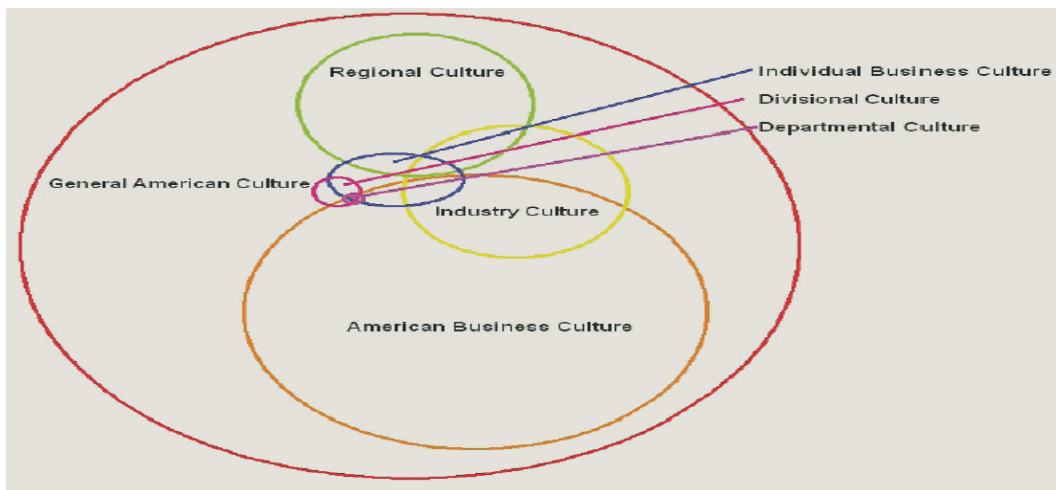 Regional Culture
Individual Business Culture
Divisional Culture
Departmental Culture
General American Culture
Industry Culture
American Business Culture